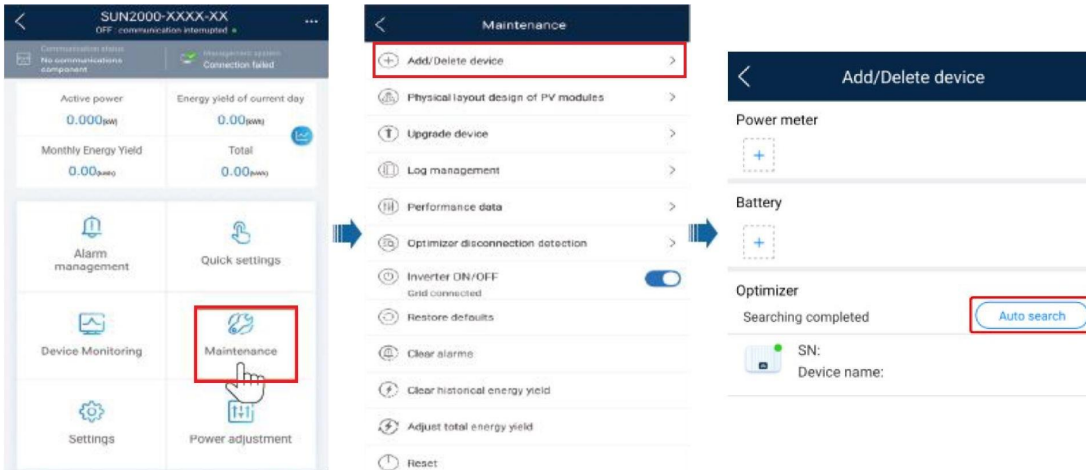 SUN2000-XXXX-XX
OFF : communication interrupted
Communication status
No communications
component
Management system
Connection failed
Active power
0.000(kW)
Energy yield of current day
0.00(kWh)
Monthly Energy Yield
0.00(kWh)
Total
0.00(kWh)
Alarm
management
Quick settings
Device Monitoring
Maintenance
Settings
Power adjustment
Maintenance
Add/Delete device
Physical layout design of PV modules
Upgrade device
Log management
Performance data
Optimizer disconnection detection
Inverter ON/OFF
Grid connected
Restore defaults
Clear alarms
Clear historical energy yield
Adjust total energy yield
Reset
Add/Delete device
Power meter
Battery
Optimizer
Searching completed
Auto search
SN:
Device name: